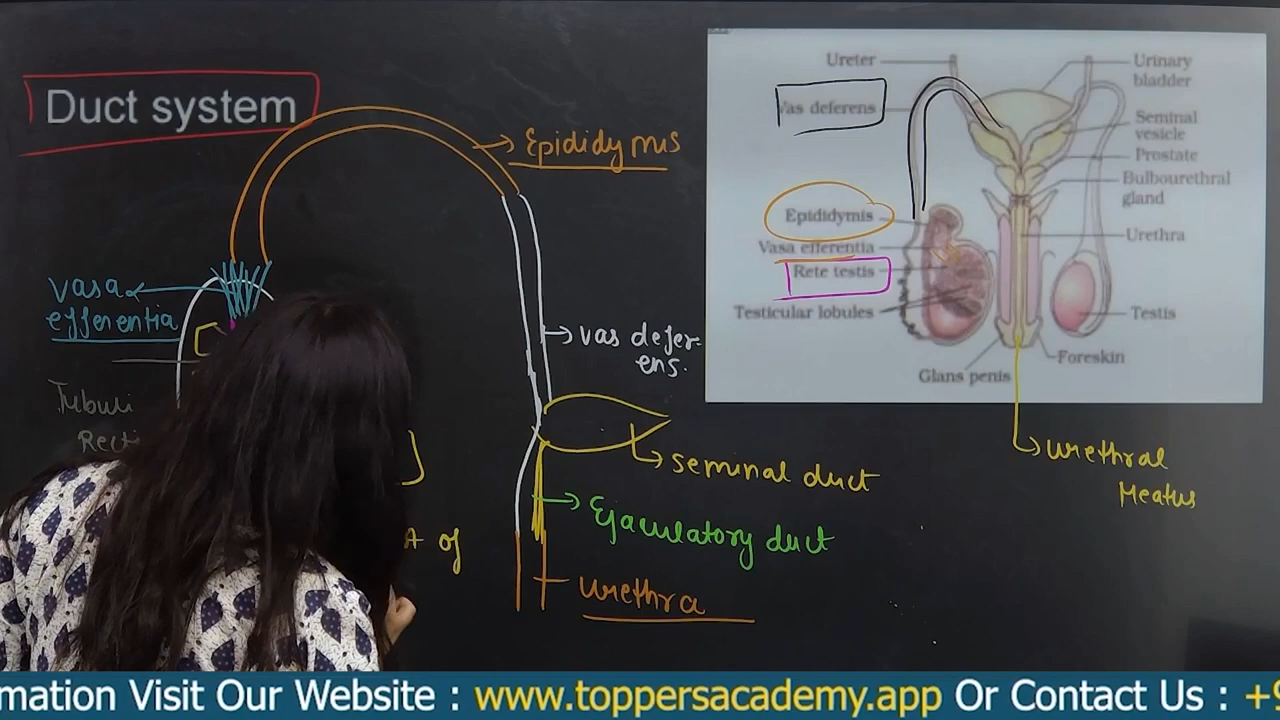 Duct system
Epididymis
vasa
efferentia
Tubuli
Recti
vas defer-
ens.
seminal duct
Ejaculatory duct
of
urethra
Ureter
Vas deferens
Epididymis
Vasa efferentia
Rete testis
Testicular lobules
Glans penis
Urinary
bladder
Seminal
vesicle
Prostate
Bulbourethral
gland
Urethra
Testis
Foreskin
urethral
Meatus
mation Visit Our Website : www.toppersacademy.app Or Contact Us : +9